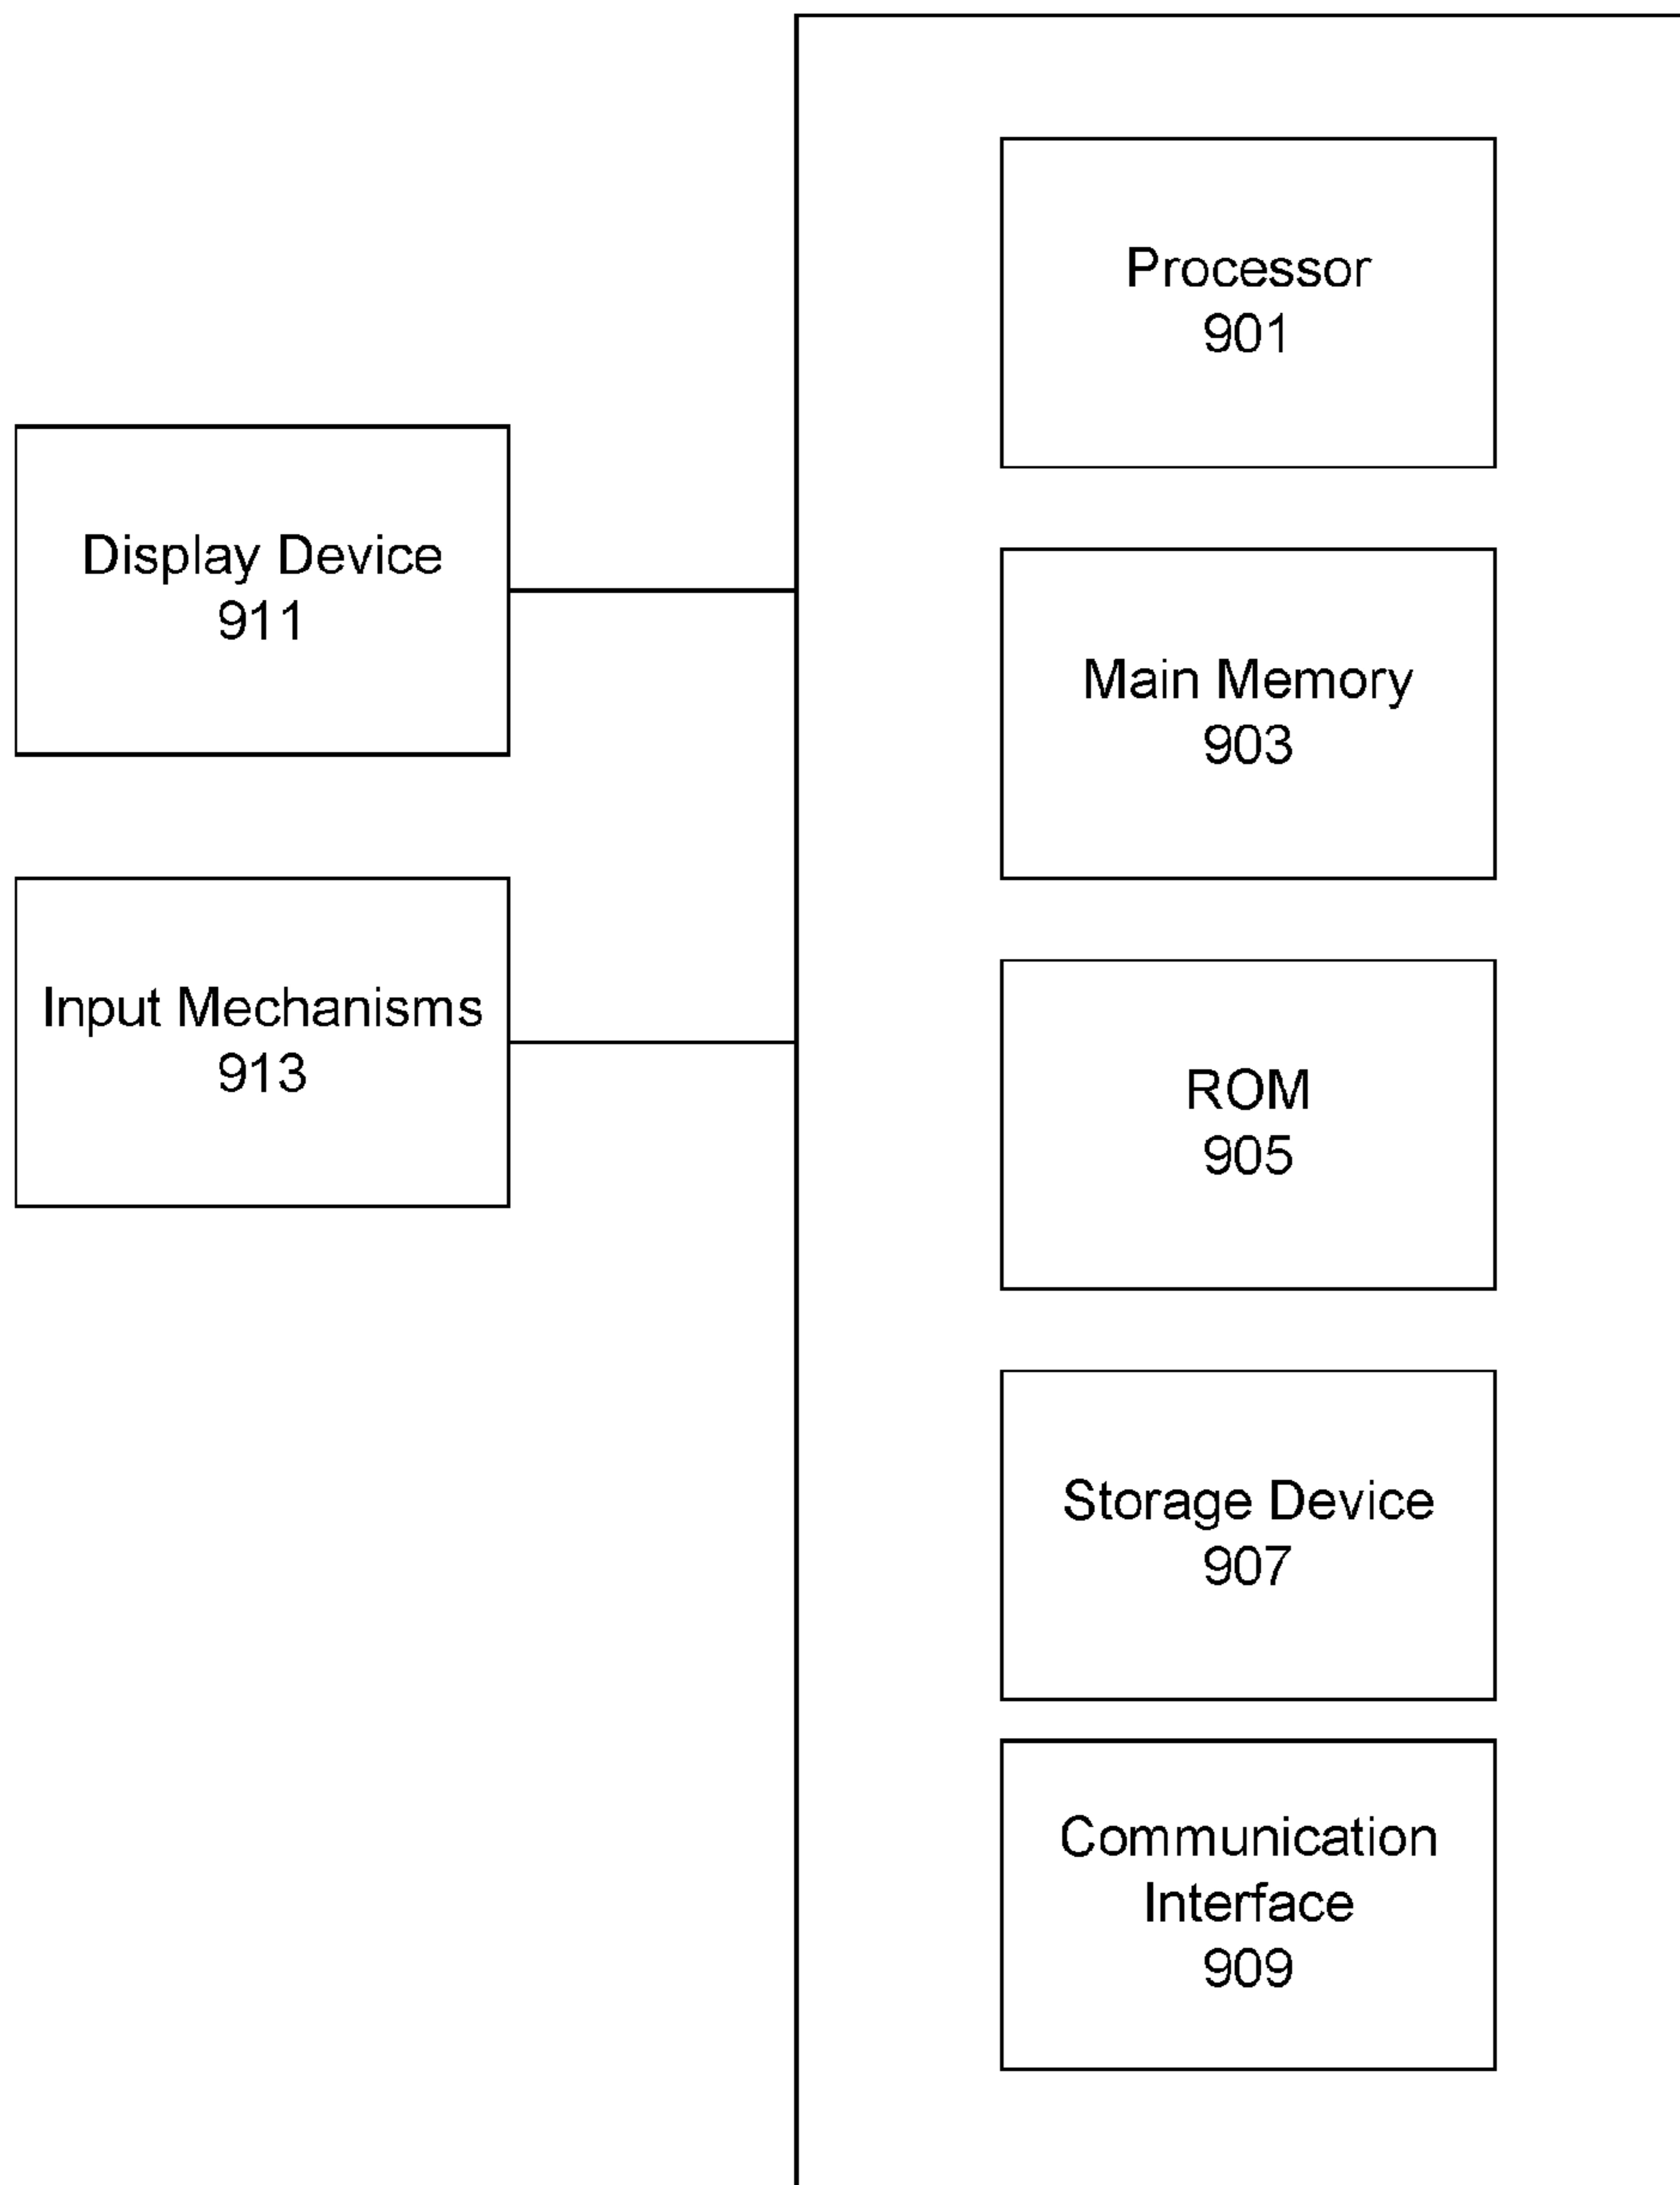 Processor
901
Display Device
911
Main Memory
903
Input Mechanisms
913
ROM
905
Storage Device
907
Communication
Interface
909